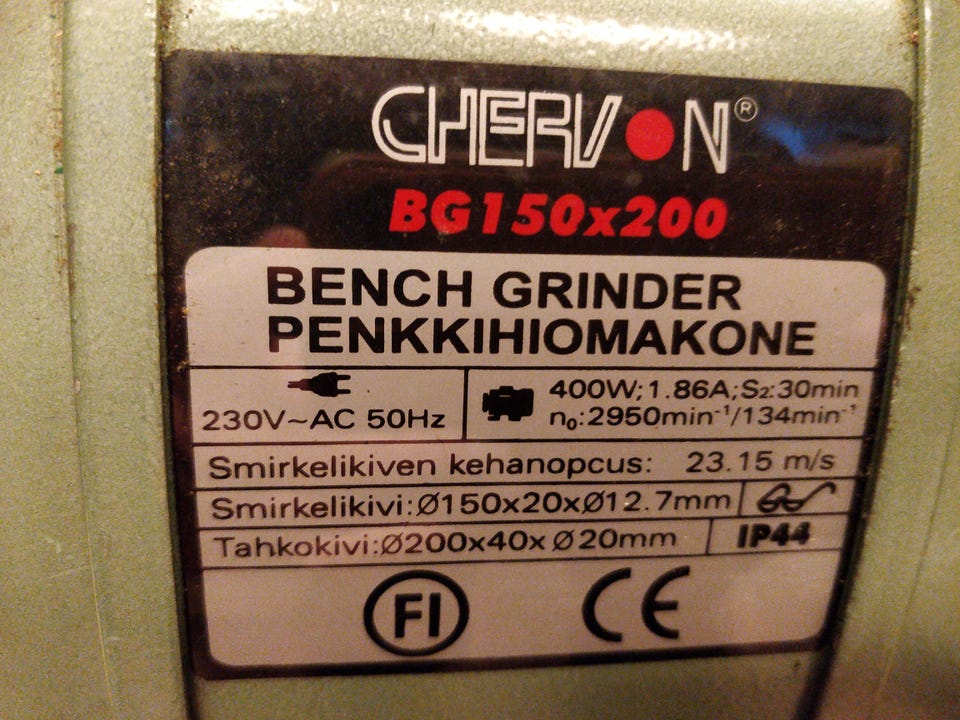 CHERVON®
BG150x200
BENCH GRINDER
PENKKIHIOMAKONE
230V~AC 50Hz
400W;1.86A;S₂:30min
n₀:2950min⁻¹/134min⁻¹
Smirkelikiven kehanopcus: 23.15 m/s
Smirkelikivi:Ø150x20xØ12.7mm
Tahkokivi:Ø200x40xØ20mm
IP44
FI CE